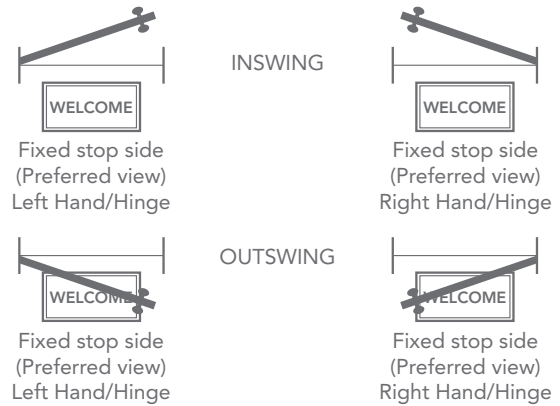 INSWING
WELCOME
Fixed stop side
(Preferred view)
Left Hand/Hinge
WELCOME
Fixed stop side
(Preferred view)
Right Hand/Hinge
OUTSWING
WELCOME
Fixed stop side
(Preferred view)
Left Hand/Hinge
WELCOME
Fixed stop side
(Preferred view)
Right Hand/Hinge